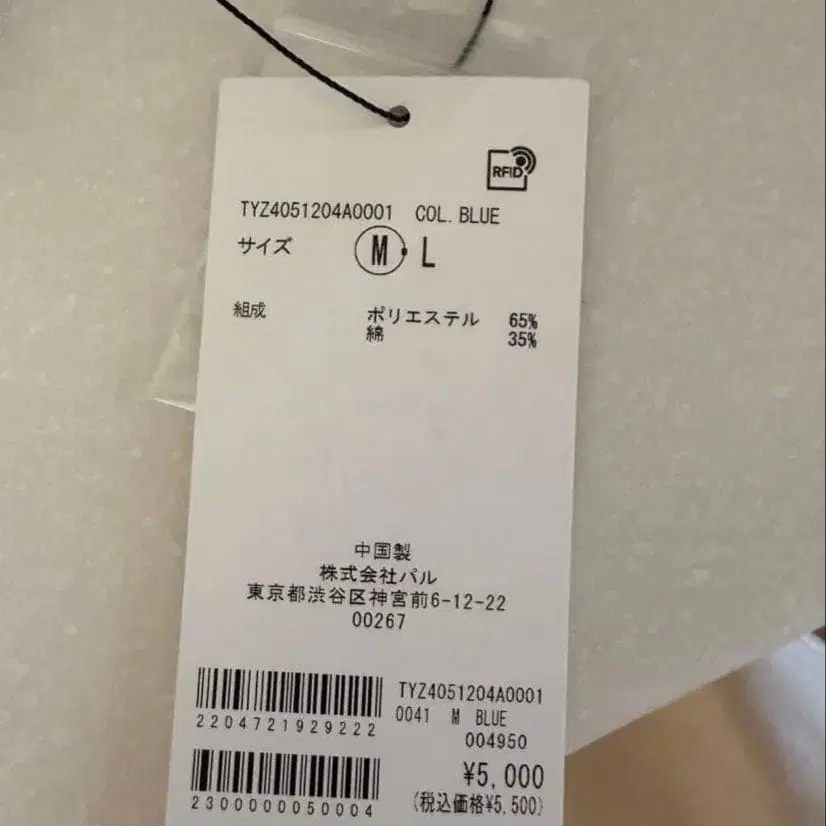 RFID
TYZ4051204A0001 COL. BLUE
サイズ M・L
組成 ポリエステル 65%
綿 35%
中国製
株式会社パル
東京都渋谷区神宮前6-12-22
00267
TYZ4051204A0001
2204721929222
0041 M BLUE
004950
¥5,000
2300000050004
(税込価格¥5,500)